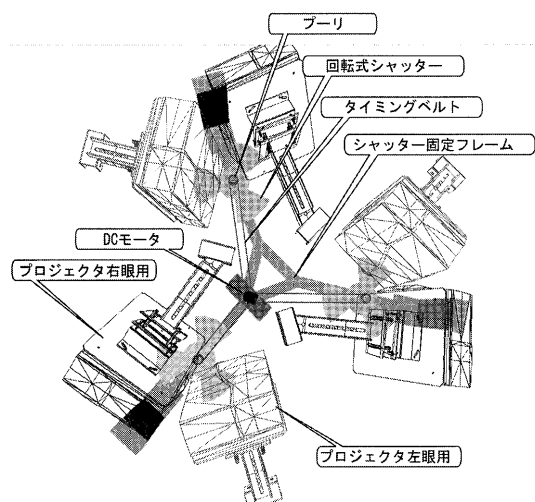 プーリ
回転式シャッター
タイミングベルト
シャッター固定フレーム
DCモータ
プロジェクタ右眼用
プロジェクタ左眼用